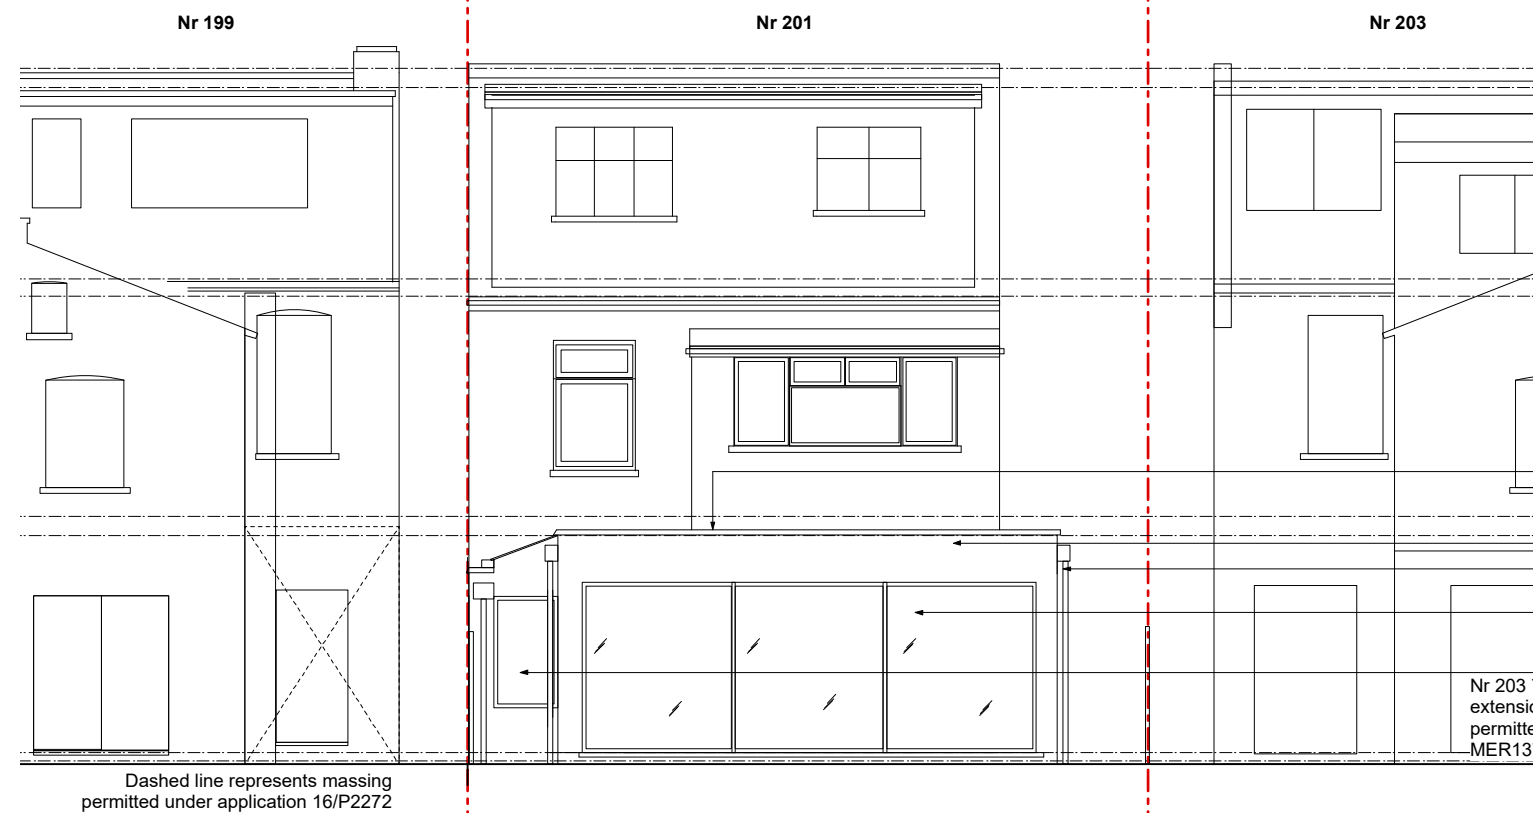 Nr 199
Nr 201
Nr 203
Nr 203
extensio
permitte
MER13
Dashed line represents massing
permitted under application 16/P2272